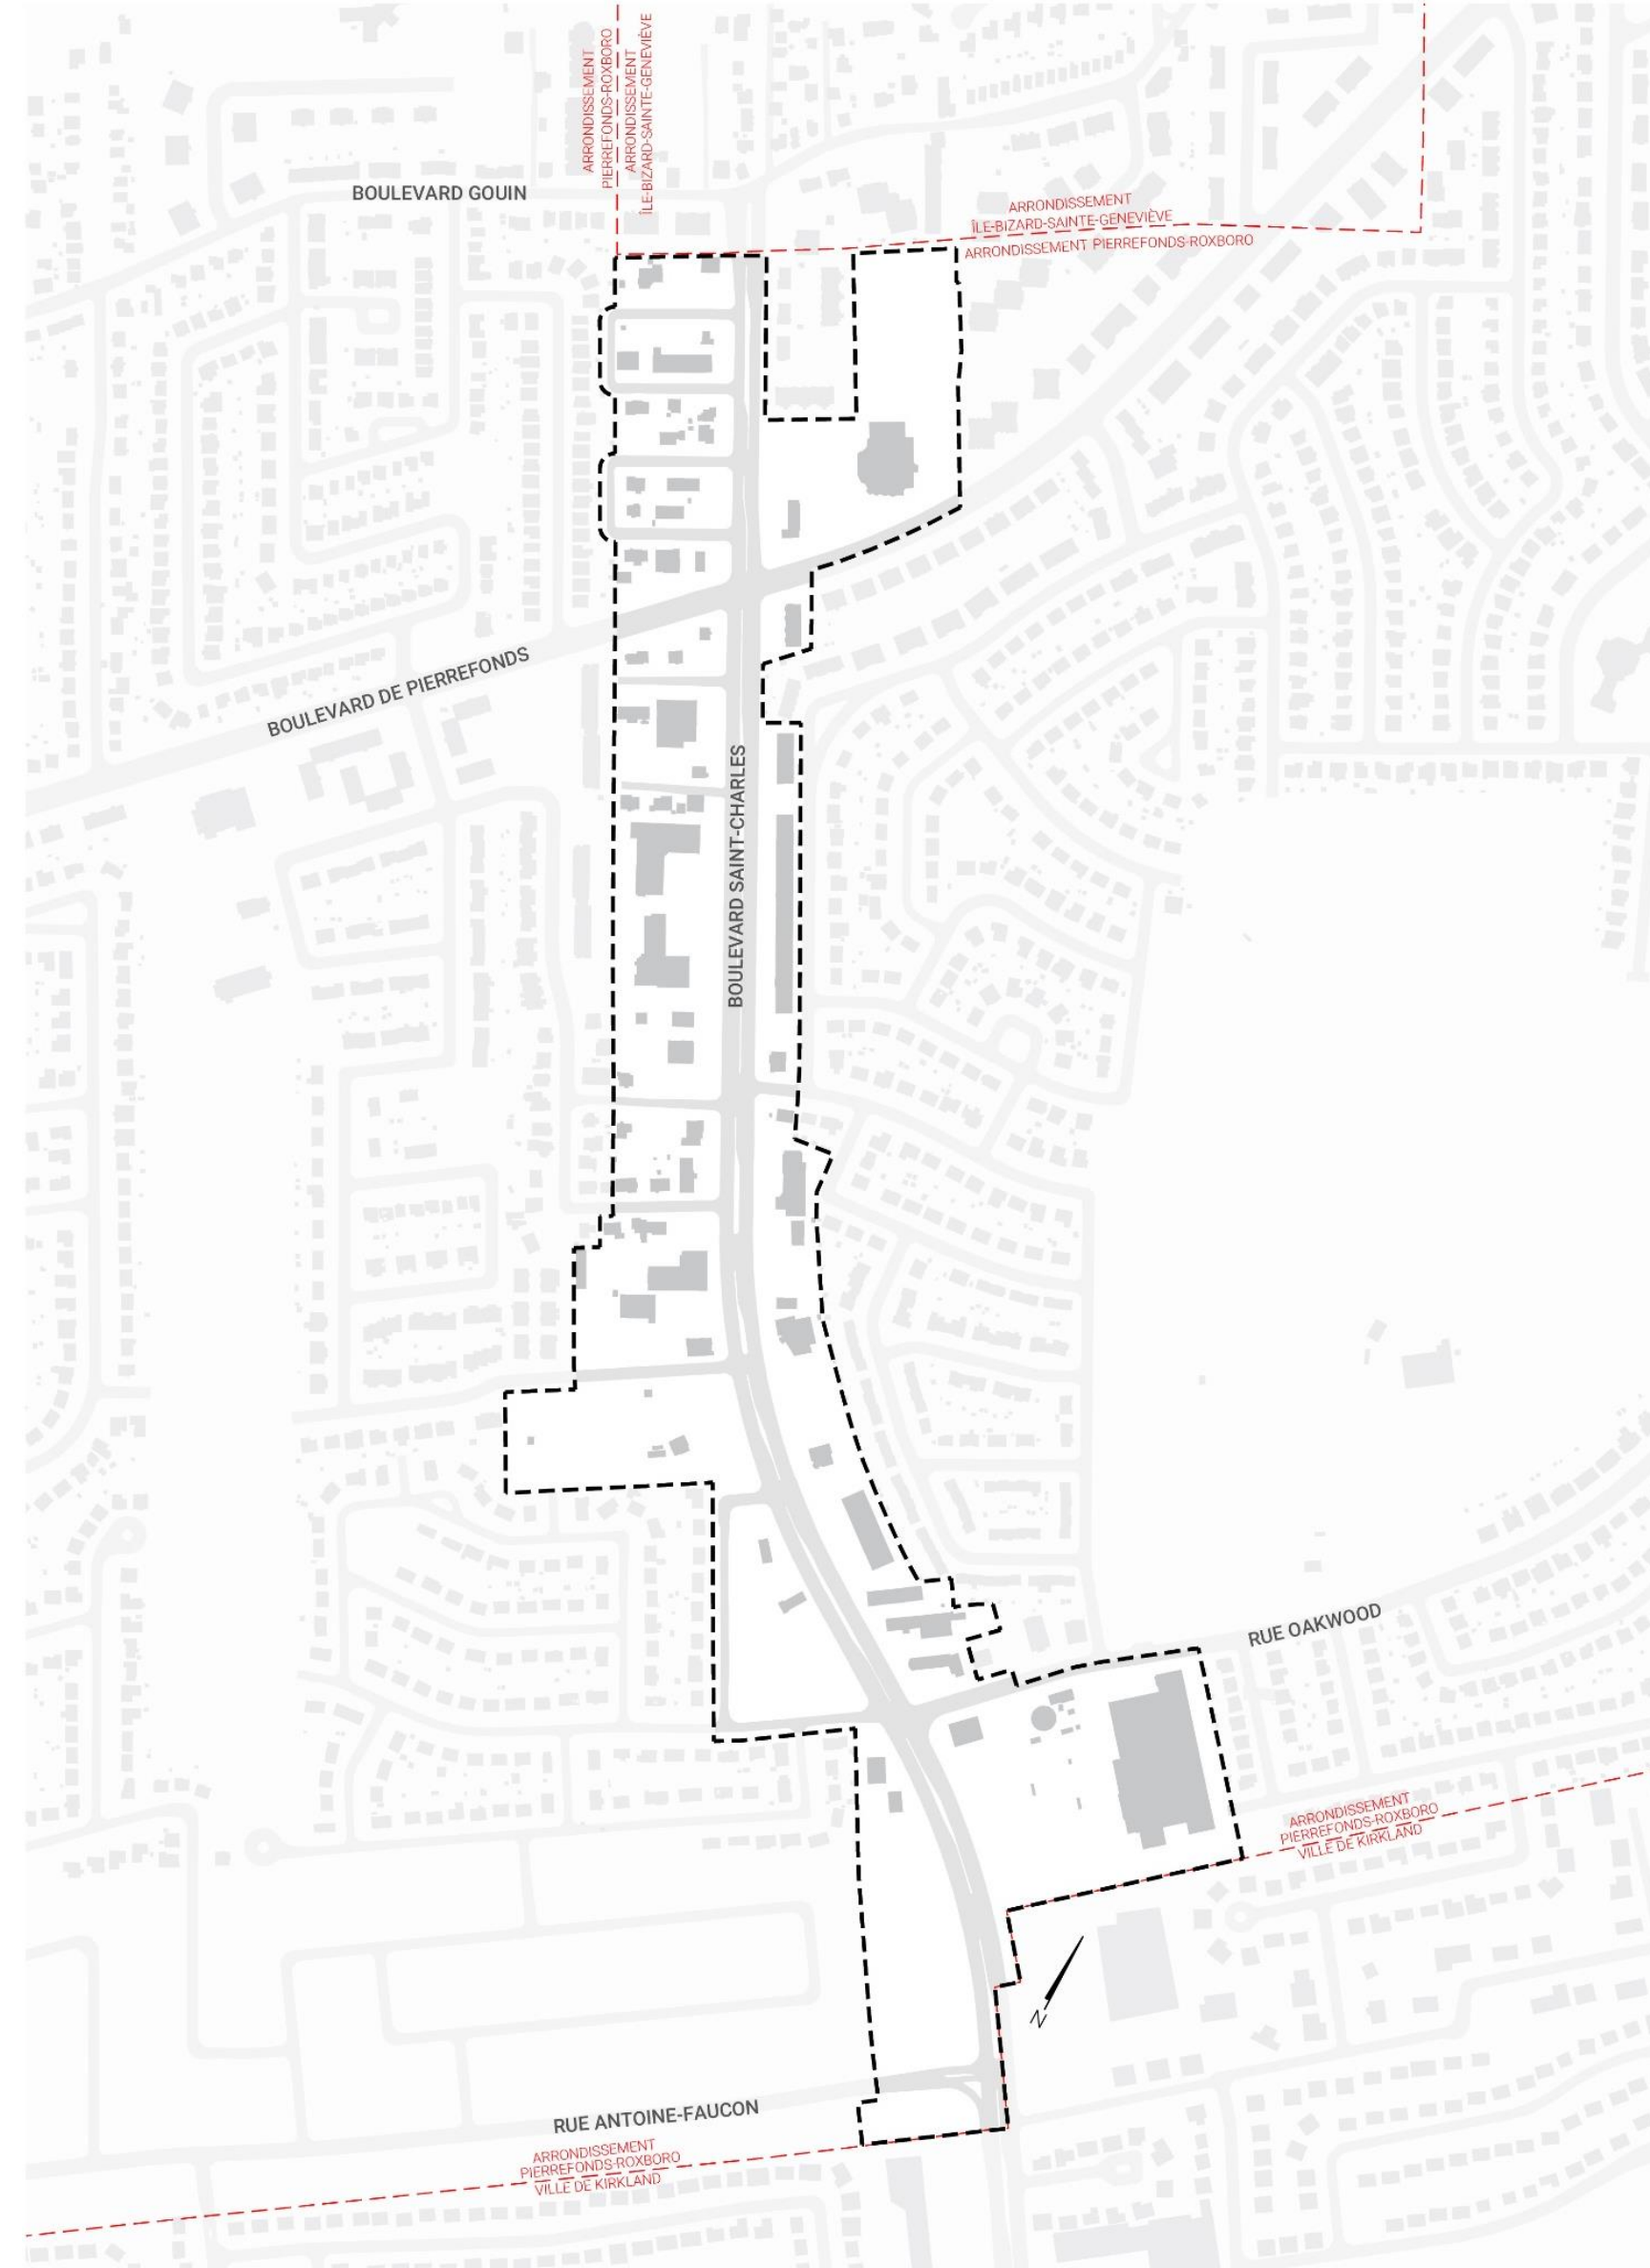 ARRONDISSEMENT
PIERREFONDS-ROXBORO
ARRONDISSEMENT
ÎLE-BIZARD-SAINTE-GENEVIÈVE
BOULEVARD GOUIN
ARRONDISSEMENT
ÎLE-BIZARD-SAINTE-GENEVIÈVE
ARRONDISSEMENT PIERREFONDS-ROXBORO
BOULEVARD DE PIERREFONDS
BOULEVARD SAINT-CHARLES
RUE OAKWOOD
ARRONDISSEMENT
PIERREFONDS-ROXBORO
VILLE DE KIRKLAND
N
RUE ANTOINE-FAUCON
ARRONDISSEMENT
PIERREFONDS-ROXBORO
VILLE DE KIRKLAND